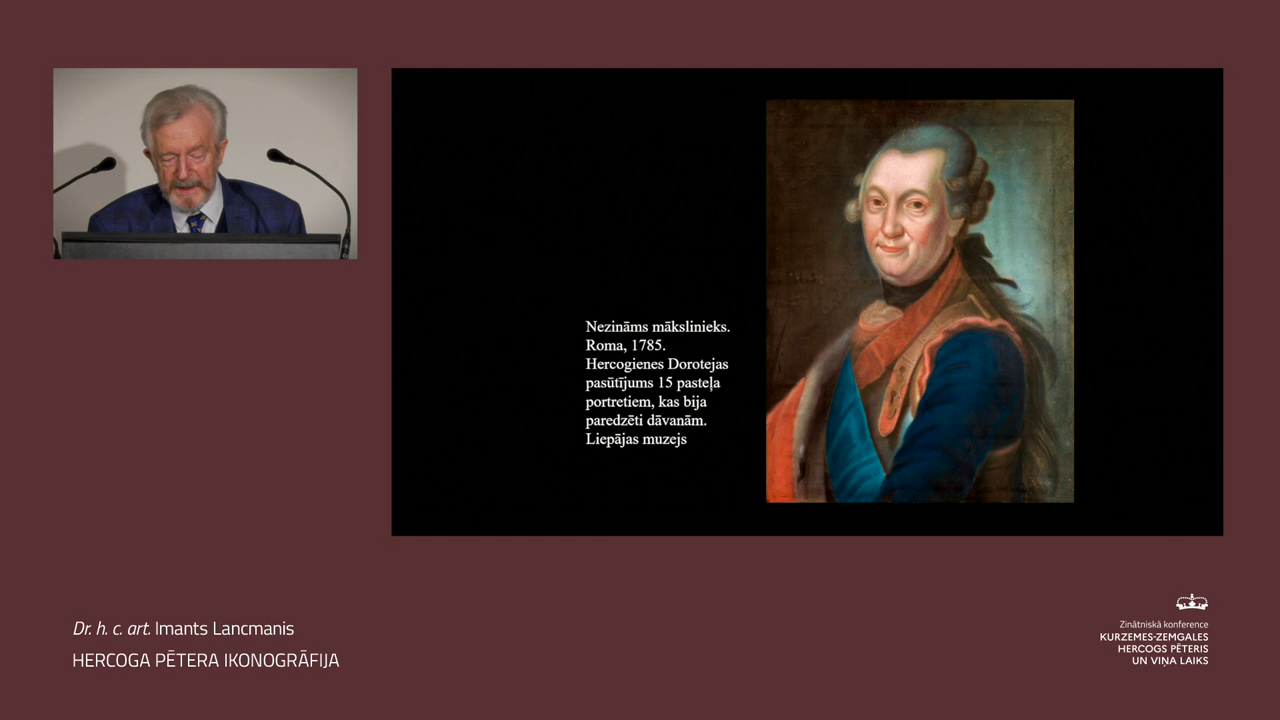 Nezināms mākslinieks.
Roma, 1785.
Hercogienes Dorotejas
pasūtījums 15 pasteļa
portretiem, kas bija
paredzēti dāvanām.
Liepājas muzejs
Dr. h. c. art. Imants Lancmanis
HERCOGA PĒTERA IKONOGRĀFIJA
Zinātniskā konference
KURZEMES-ZEMGALES
HERCOGS PĒTERIS
UN VIŅA LAIKS